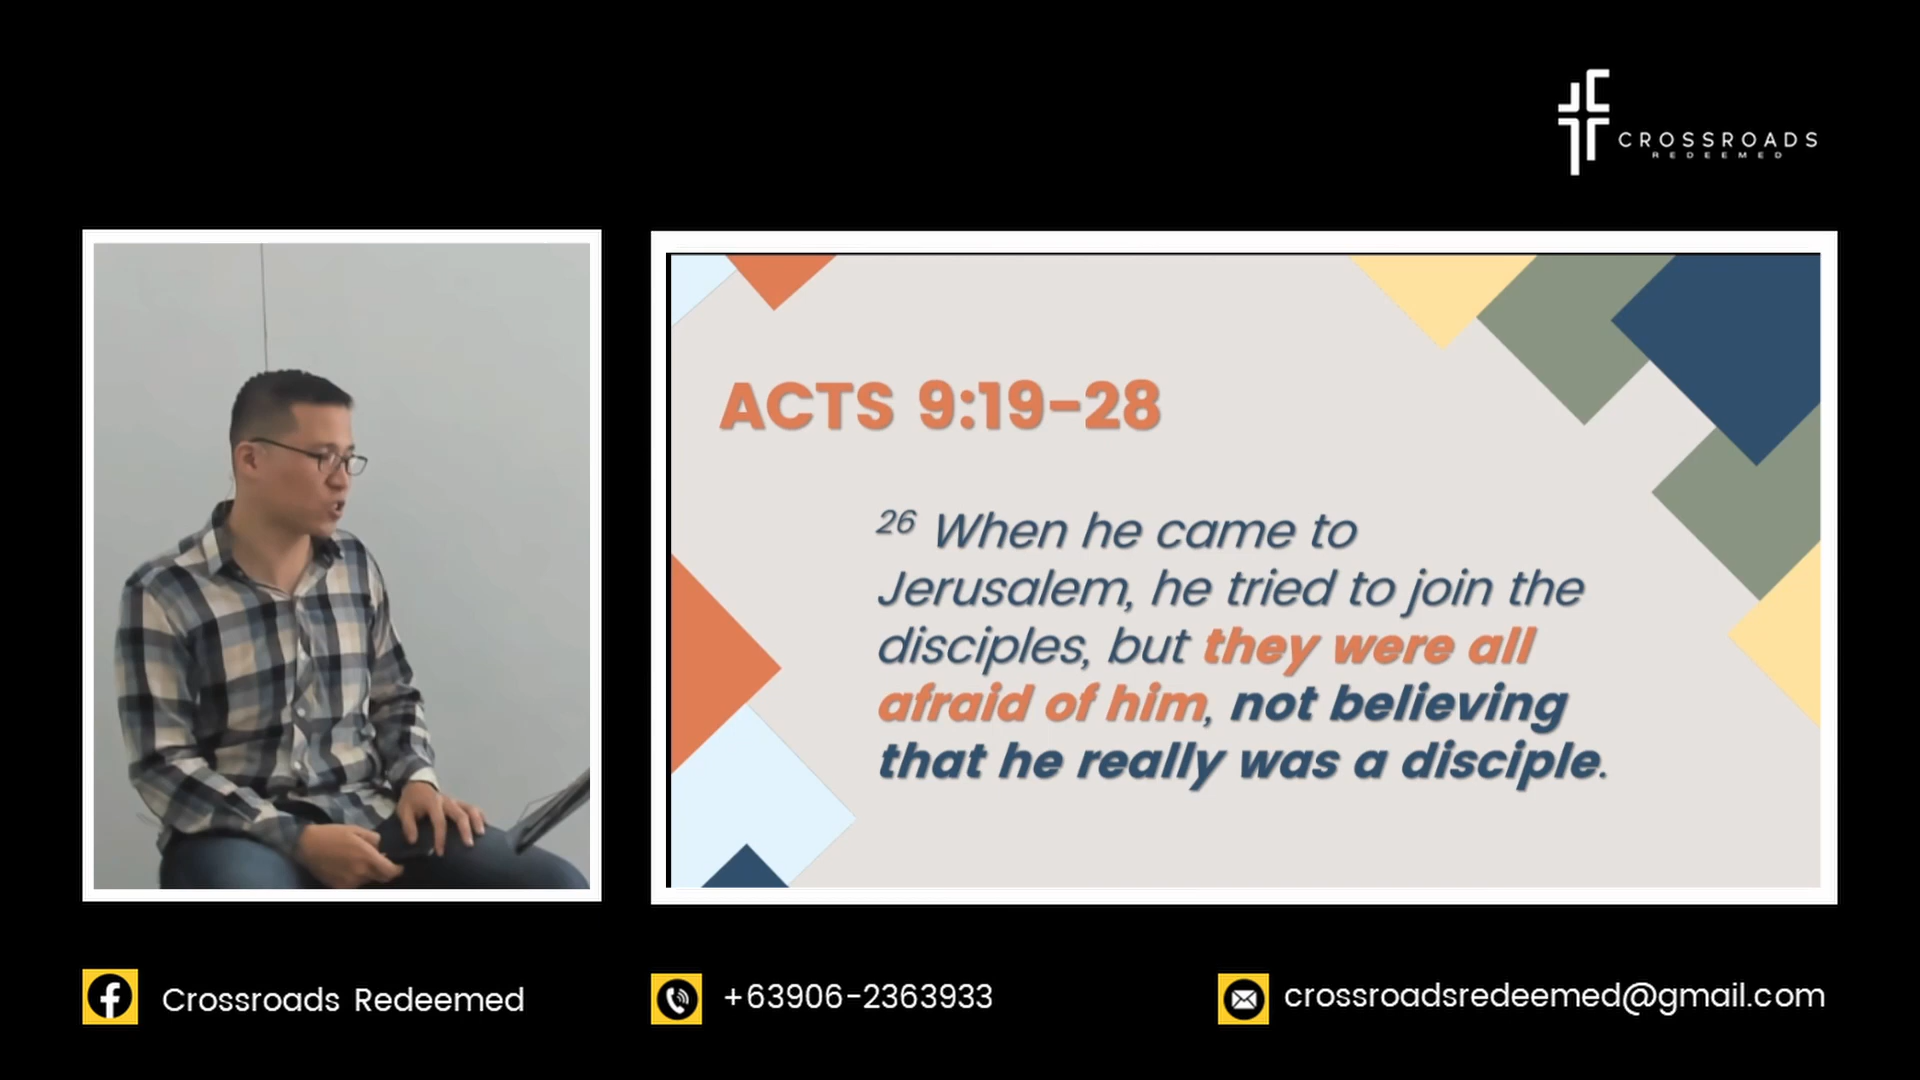 CROSSROADS
REDEEMED
ACTS 9:19-28
26 When he came to
Jerusalem, he tried to join the
disciples, but they were all
afraid of him, not believing
that he really was a disciple.
Crossroads Redeemed
+63906-2363933
crossroadsredeemed@gmail.com